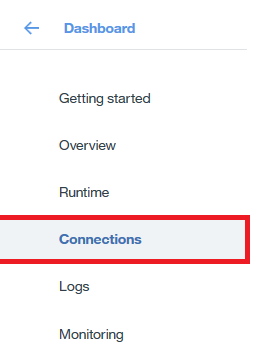 Dashboard
Getting started
Overview
Runtime
Connections
Logs
Monitoring